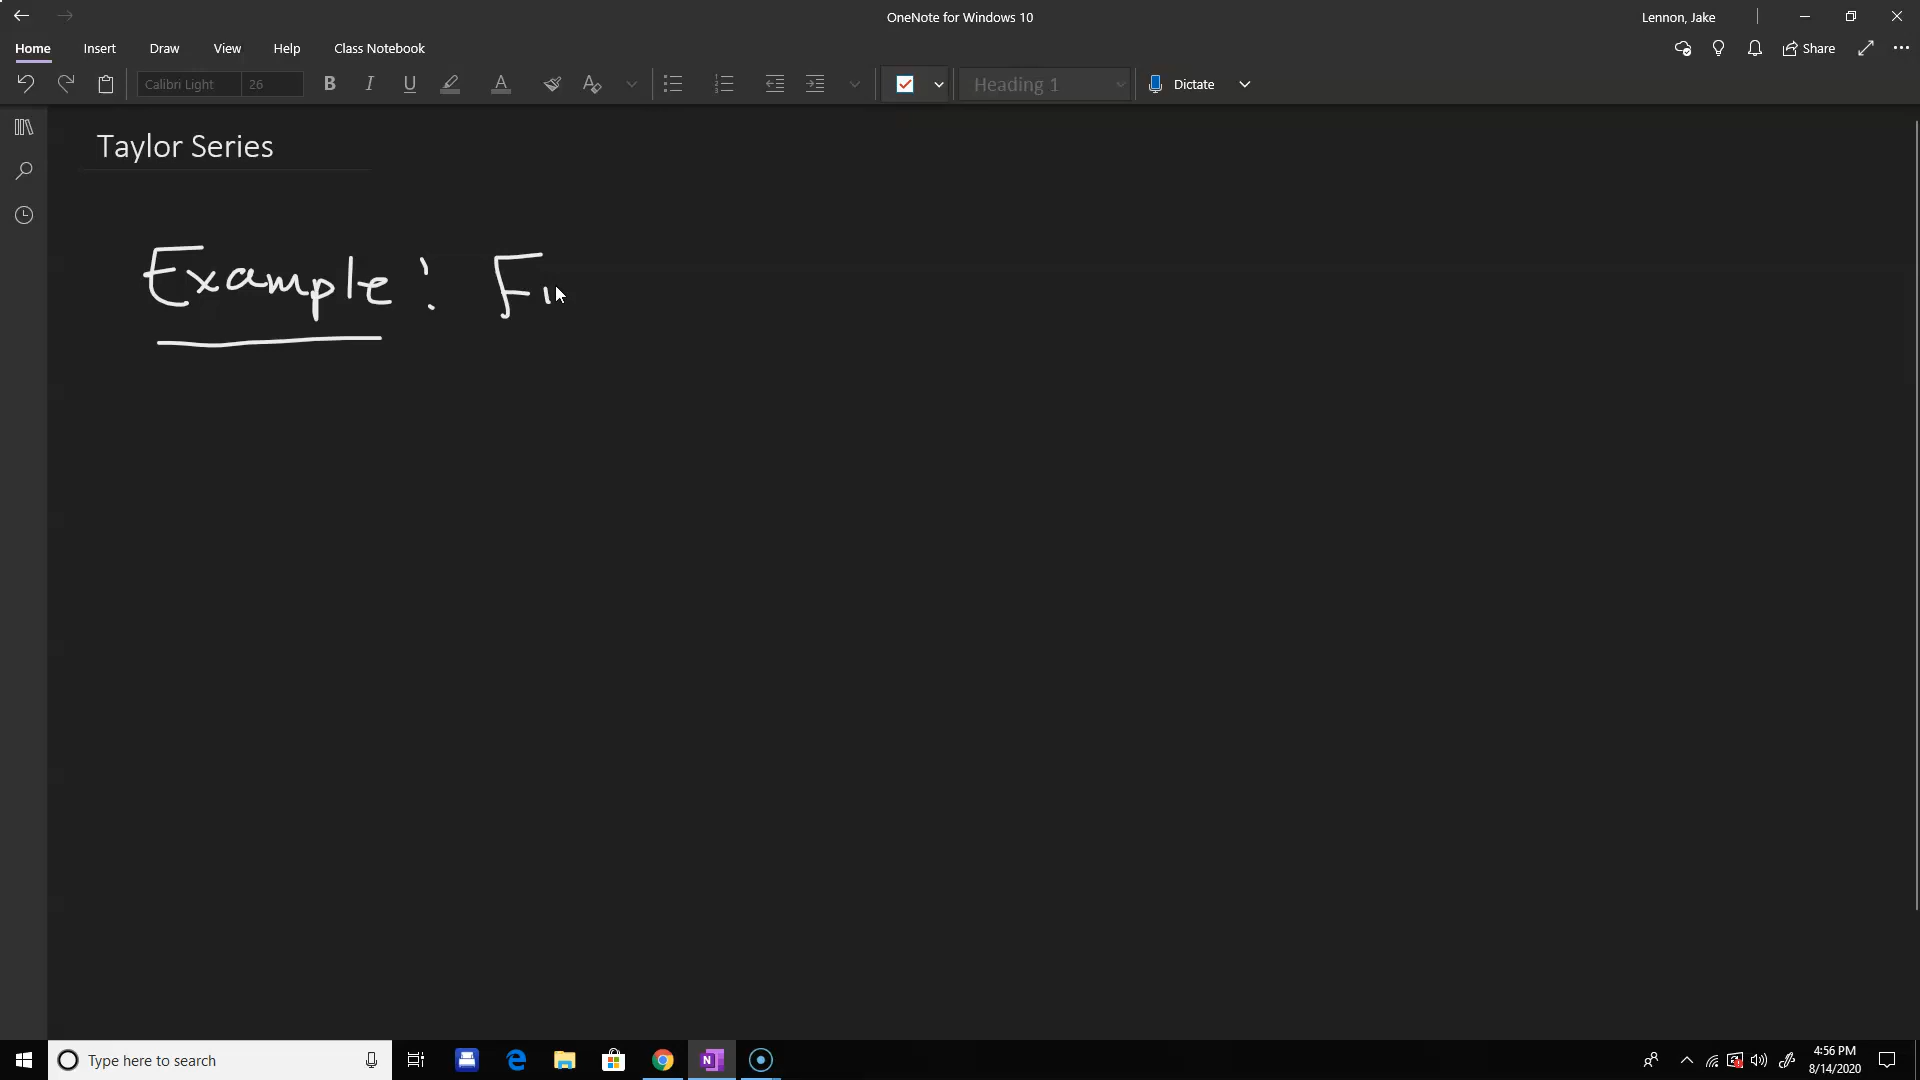 OneNote for Windows 10
Lennon, Jake
Home Insert Draw View Help Class Notebook
Share
Calibri Light 26 B I U A A Heading 1 Dictate
Taylor Series
Example: Fi
Type here to search
4:56 PM
8/14/2020